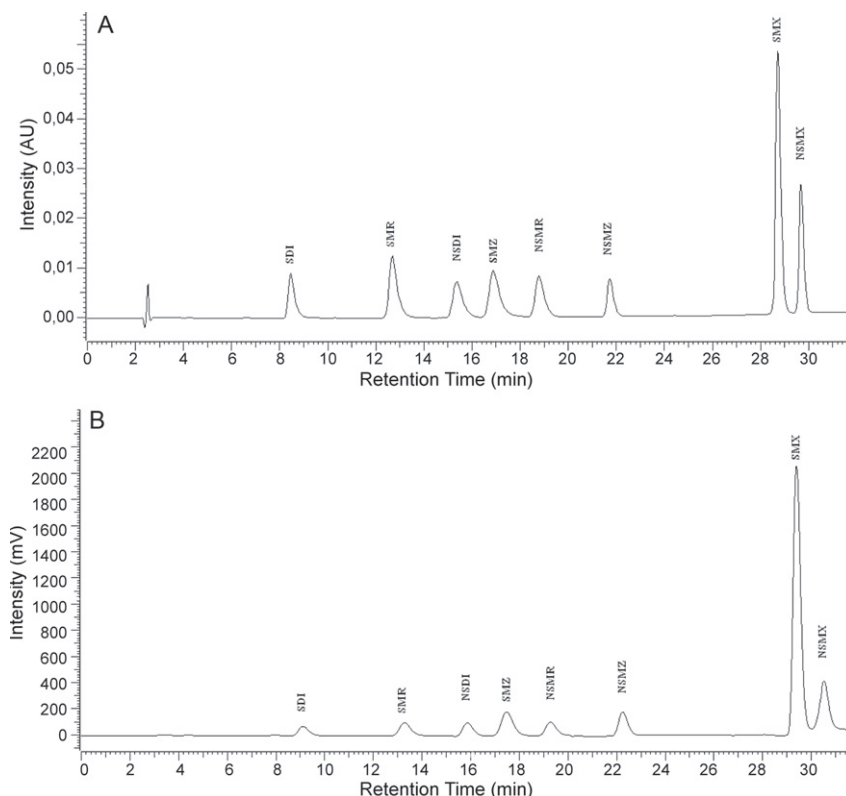 A
SMX
0,05
NSMX
0,04
Intensity (AU)
0,03
0,02
SMR
SDI
NSDI
SMZ
NSMR
NSMZ
0,01
0,00
0 2 4 6 8 10 12 14 16 18 20 22 24 26 28 30
Retention Time (min)
B
SMX
2200
2000
1800
1600
1400
Intensity (mV)
1200
1000
800
NSMX
600
SDI
SMR
NSDI
SMZ
NSMR
NSMZ
400
200
0
0 2 4 6 8 10 12 14 16 18 20 22 24 26 28 30
Retention Time (min)